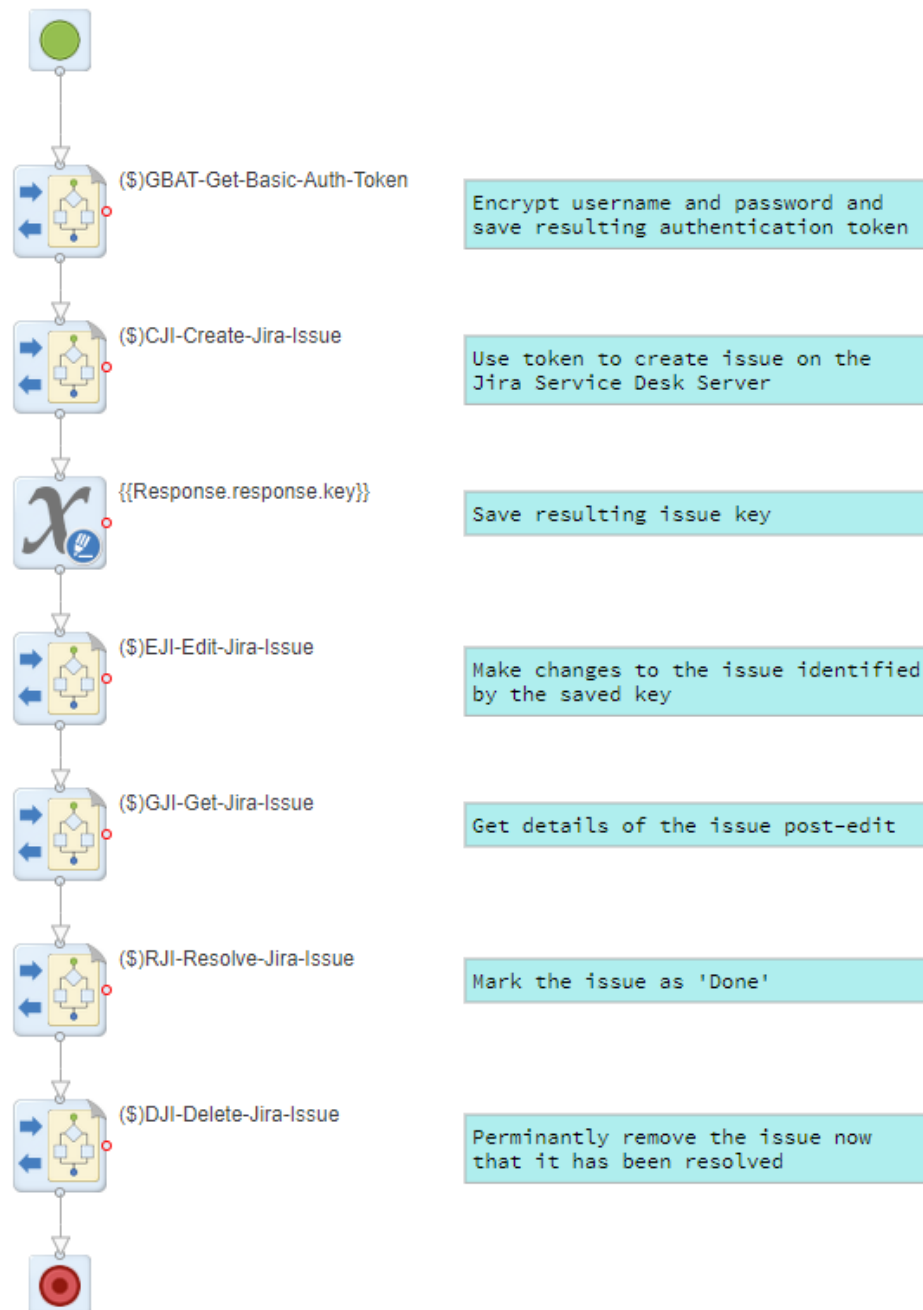 ($)GBAT-Get-Basic-Auth-Token
Encrypt username and password and
save resulting authentication token
($)CJI-Create-Jira-Issue
Use token to create issue on the
Jira Service Desk Server
{{Response.response.key}}
Save resulting issue key
($)EJI-Edit-Jira-Issue
Make changes to the issue identified
by the saved key
($)GJI-Get-Jira-Issue
Get details of the issue post-edit
($)RJI-Resolve-Jira-Issue
Mark the issue as 'Done'
($)DJI-Delete-Jira-Issue
Perminantly remove the issue now
that it has been resolved